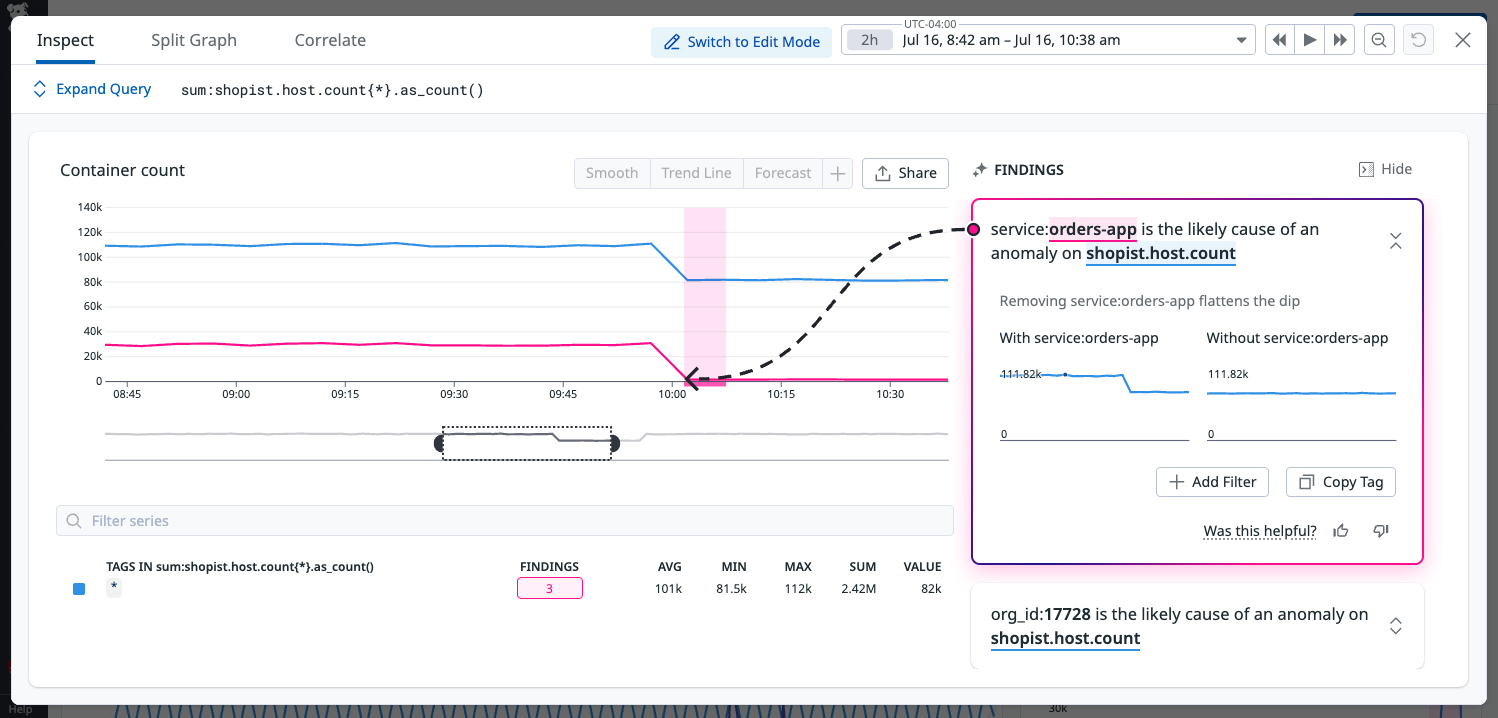 Inspect
Split Graph
Correlate
Switch to Edit Mode
UTC-04:00
2h
Jul 16, 8:42 am – Jul 16, 10:38 am
Expand Query
sum:shopist.host.count{*}.as_count()
Container count
Smooth
Trend Line
Forecast
Share
140k
120k
100k
80k
60k
40k
20k
0
08:45
09:00
09:15
09:30
09:45
10:00
10:15
10:30
Filter series
TAGS IN sum:shopist.host.count{*}.as_count()
FINDINGS
AVG
MIN
MAX
SUM
VALUE
*
3
101k
81.5k
112k
2.42M
82k
FINDINGS
Hide
service:orders-app is the likely cause of an
anomaly on shopist.host.count
Removing service:orders-app flattens the dip
With service:orders-app
Without service:orders-app
111.82k
111.82k
0
0
Add Filter
Copy Tag
Was this helpful?
org_id:17728 is the likely cause of an anomaly on
shopist.host.count
Help
30k